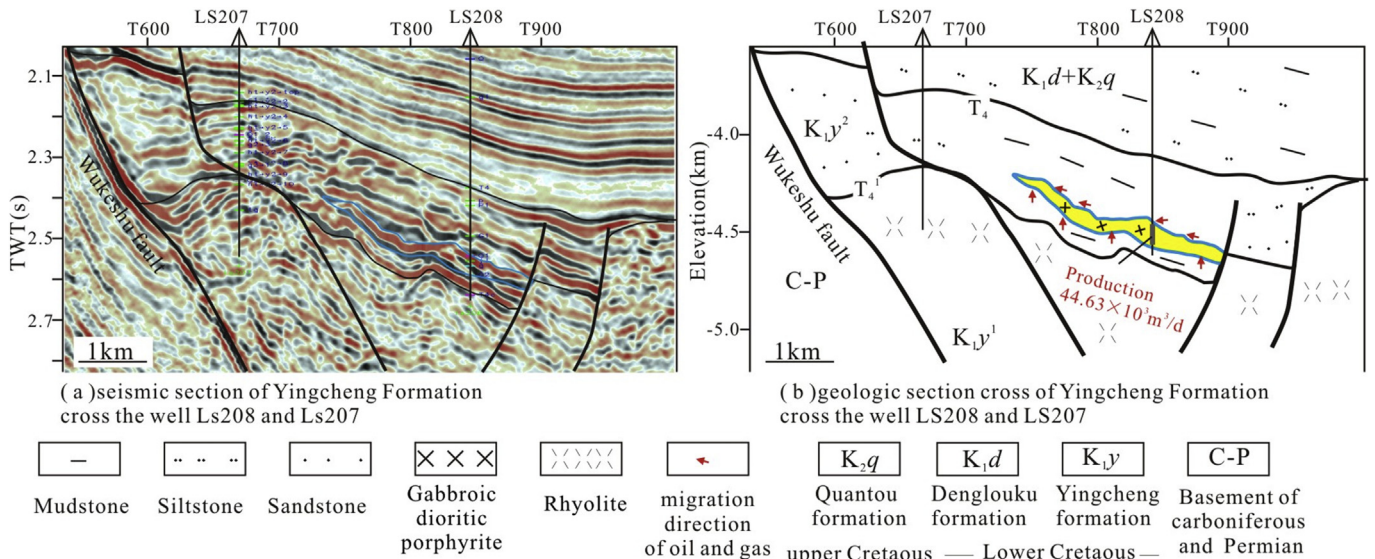 LS207 LS208
T600 T700 T800 T900
2.1
2.3
2.5
2.7
TWT(s)
Wukeshu fault
T4
1km
(a)seismic section of Yingcheng Formation
cross the well Ls208 and Ls207
LS207 LS208
T600 T700 T800 T900
-4.0
-4.5
-5.0
Elevation(km)
K₁d+K₂q
T₄
K₁y²
T₄¹
Wukeshu fault
C-P
K₁y¹
Production
44.63×10³m³/d
1km
(b)geologic section cross of Yingcheng Formation
cross the well LS208 and LS207
K₂q K₁d K₁y C-P
Mudstone Siltstone Sandstone Gabbroic dioritic porphyrite Rhyolite migration direction of oil and gas
Quantou formation Denglouku formation Yingcheng formation Basement of carboniferous and Permian
upper Cretaous — Lower Cretaous —